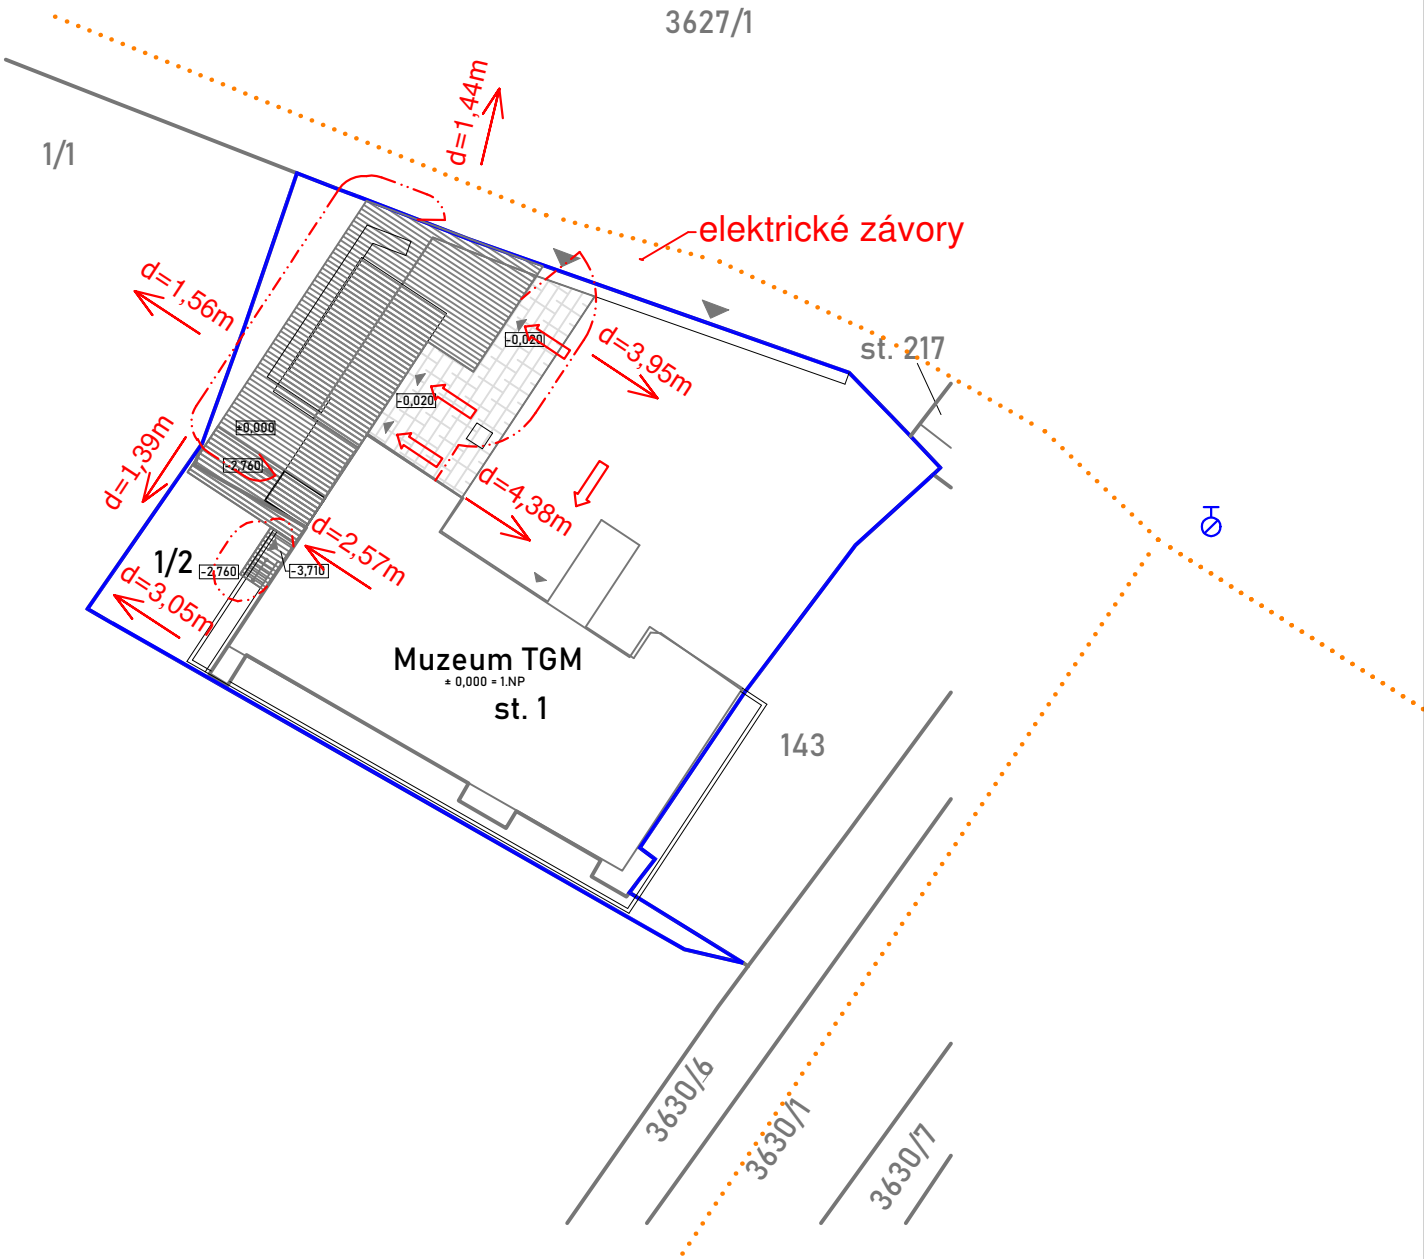 3627/1
d=1,44m
1/1
elektrické závory
d=1,56m
st. 217
-0,020
d=3,95m
-0,020
±0,000
-2,760
d=1,39m
d=4,38m
d=2,57m
1/2
-2,760
-3,710
d=3,05m
Muzeum TGM
± 0,000 = 1.NP
st. 1
143
3630/6
3630/1
3630/7